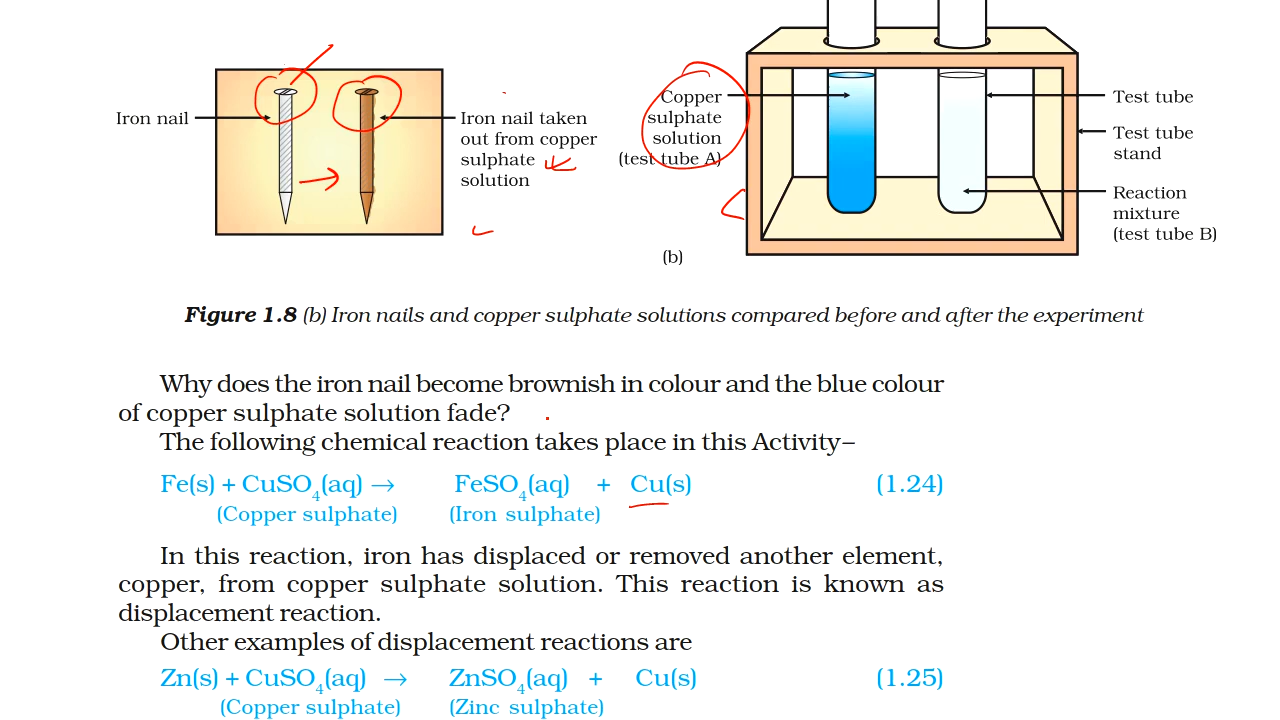 Iron nail
Iron nail taken
out from copper
sulphate
solution
Copper
sulphate
solution
(test tube A)
Test tube
Test tube
stand
Reaction
mixture
(test tube B)
(b)
Figure 1.8 (b) Iron nails and copper sulphate solutions compared before and after the experiment
Why does the iron nail become brownish in colour and the blue colour
of copper sulphate solution fade?
The following chemical reaction takes place in this Activity–
Fe(s) + CuSO4(aq) → FeSO4(aq) + Cu(s) (1.24)
(Copper sulphate) (Iron sulphate)
In this reaction, iron has displaced or removed another element,
copper, from copper sulphate solution. This reaction is known as
displacement reaction.
Other examples of displacement reactions are
Zn(s) + CuSO4(aq) → ZnSO4(aq) + Cu(s) (1.25)
(Copper sulphate) (Zinc sulphate)